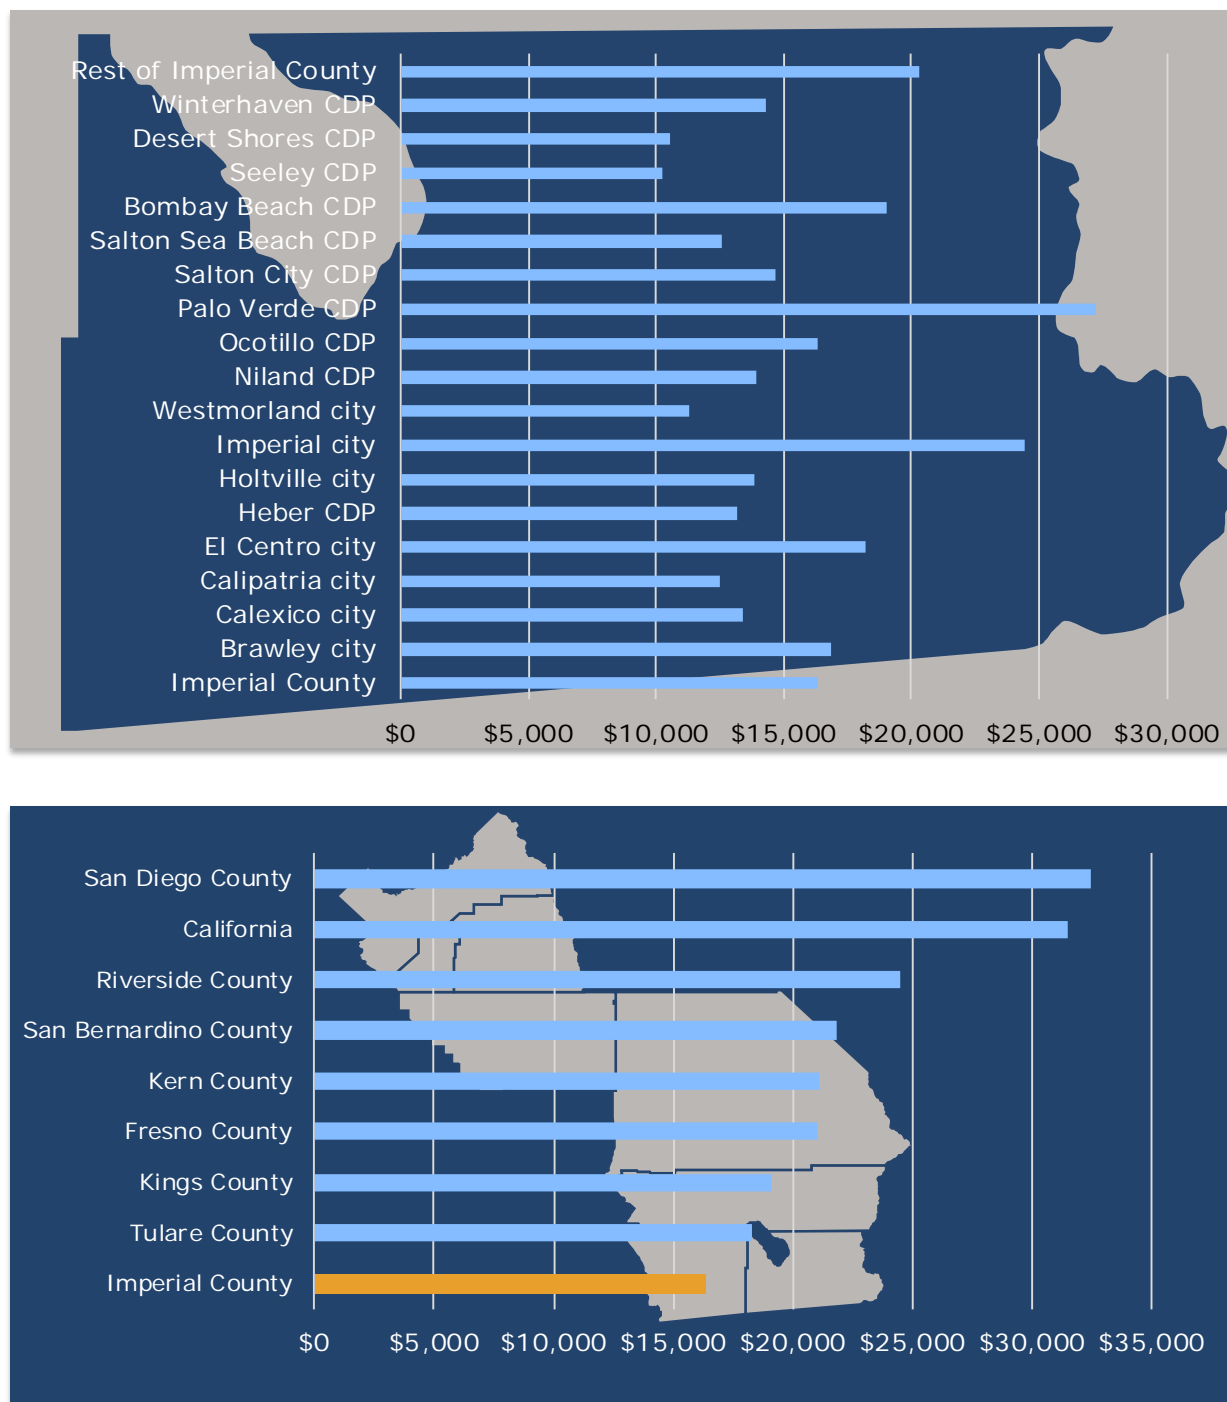 Rest of Imperial County
Winterhaven CDP
Desert Shores CDP
Seeley CDP
Bombay Beach CDP
Salton Sea Beach CDP
Salton City CDP
Palo Verde CDP
Ocotillo CDP
Niland CDP
Westmorland city
Imperial city
Holtville city
Heber CDP
El Centro city
Calipatria city
Calexico city
Brawley city
Imperial County
$0 $5,000 $10,000 $15,000 $20,000 $25,000 $30,000
San Diego County
California
Riverside County
San Bernardino County
Kern County
Fresno County
Kings County
Tulare County
Imperial County
$0 $5,000 $10,000 $15,000 $20,000 $25,000 $30,000 $35,000